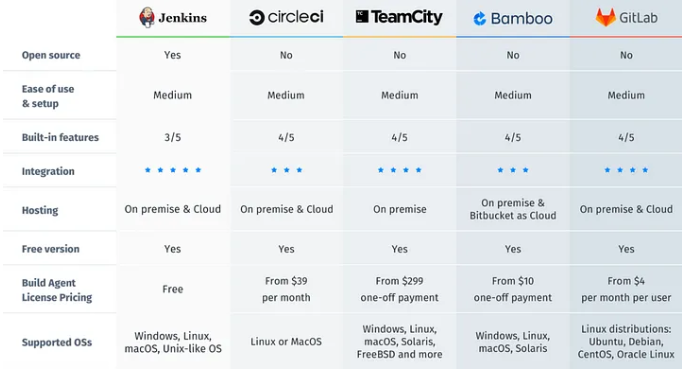 Jenkins circleci TeamCity Bamboo GitLab
Open source Yes No No No No
Ease of use
& setup Medium Medium Medium Medium Medium
Built-in features 3/5 4/5 4/5 4/5 4/5
Integration
Hosting On premise & Cloud On premise & Cloud On premise On premise &
Bitbucket as Cloud On premise & Cloud
Free version Yes Yes Yes Yes Yes
Build Agent
License Pricing Free From $39
per month From $299
one-off payment From $10
one-off payment From $4
per month per user
Supported OSs Windows, Linux,
macOS, Unix-like OS Linux or MacOS Windows, Linux,
macOS, Solaris,
FreeBSD and more Windows, Linux,
macOS, Solaris Linux distributions:
Ubuntu, Debian,
CentOS, Oracle Linux